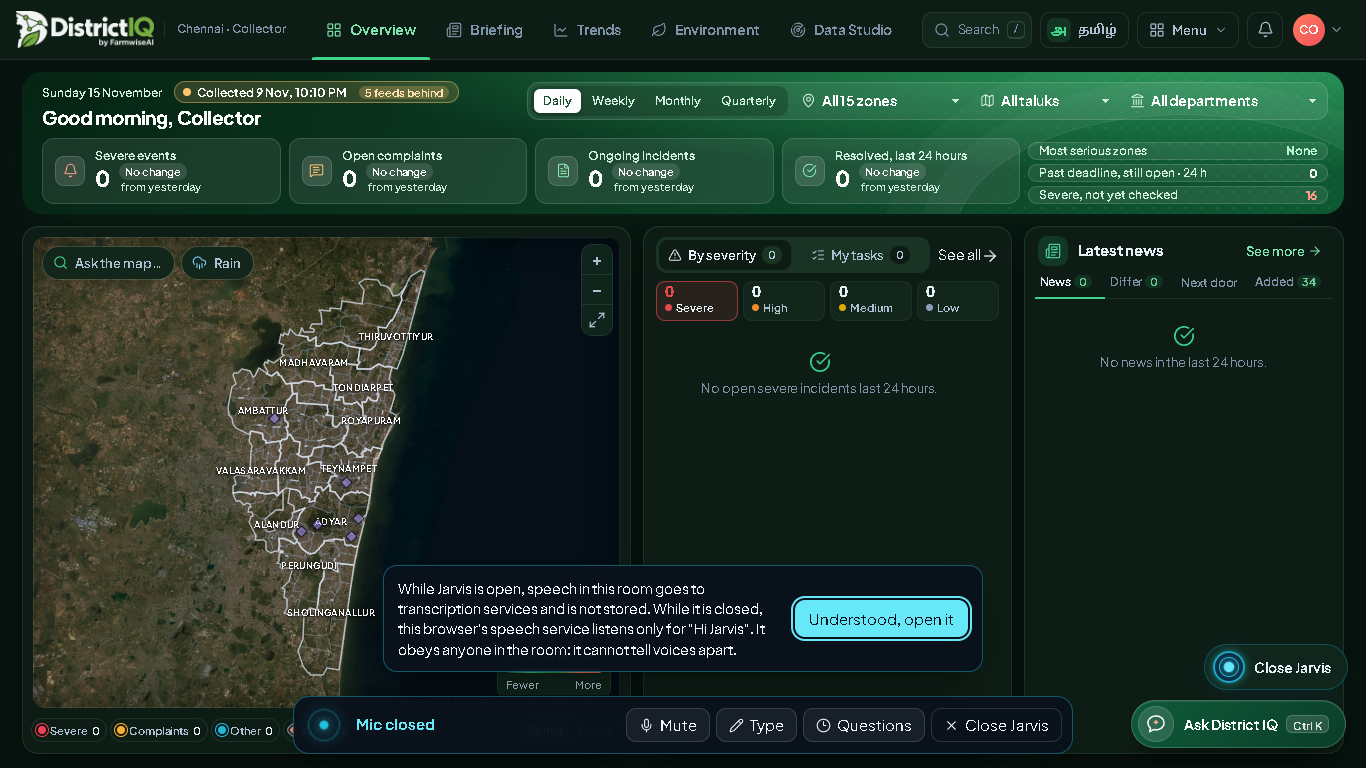 DistrictIQ
by FarmwiseAI
Chennai · Collector
Overview
Briefing
Trends
Environment
Data Studio
Search /
அ தமிழ்
Menu
CO
Sunday 15 November
Collected 9 Nov, 10:10 PM 5 feeds behind
Good morning, Collector
Daily Weekly Monthly Quarterly
All 15 zones
All taluks
All departments
Severe events
0 No change
from yesterday
Open complaints
0 No change
from yesterday
Ongoing incidents
0 No change
from yesterday
Resolved, last 24 hours
0 No change
from yesterday
Most serious zones None
Past deadline, still open · 24 h 0
Severe, not yet checked 16
Ask the map...
Rain
+
−
THIRUVOTTIYUR
MADHAVARAM
TONDIARPET
AMBATTUR
ROYAPURAM
VALASARAVAKKAM
TEYNAMPET
ALANDUR
ADYAR
PERUNGUDI
SHOLINGANALLUR
Fewer More
Severe 0
Complaints 0
Other 0
By severity 0
My tasks 0
See all
0
Severe
0
High
0
Medium
0
Low
No open severe incidents last 24 hours.
Latest news
See more
News 0
Differ 0
Next door
Added 34
No news in the last 24 hours.
While Jarvis is open, speech in this room goes to
transcription services and is not stored. While it is closed,
this browser's speech service listens only for "Hi Jarvis". It
obeys anyone in the room: it cannot tell voices apart.
Understood, open it
Close Jarvis
Mic closed
Mute
Type
Questions
Close Jarvis
Ask District IQ Ctrl K